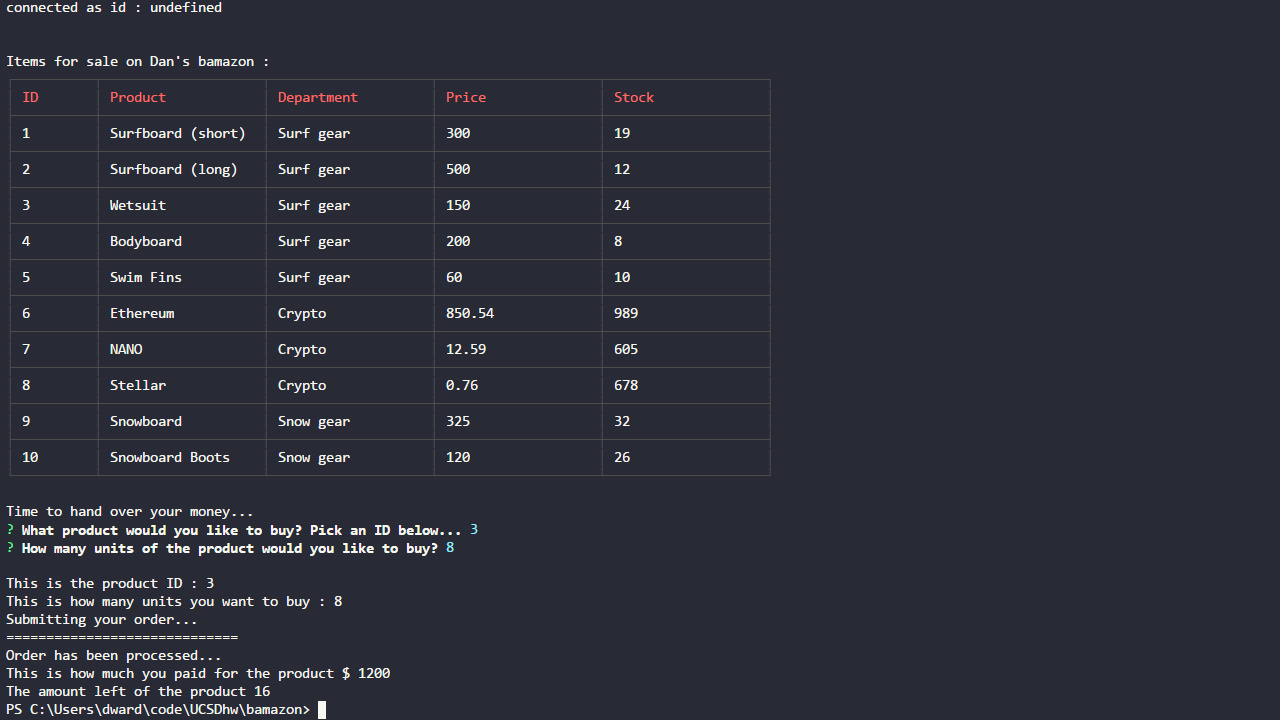 connected as id : undefined
Items for sale on Dan's bamazon :
ID Product Department Price Stock
1 Surfboard (short) Surf gear 300 19
2 Surfboard (long) Surf gear 500 12
3 Wetsuit Surf gear 150 24
4 Bodyboard Surf gear 200 8
5 Swim Fins Surf gear 60 10
6 Ethereum Crypto 850.54 989
7 NANO Crypto 12.59 605
8 Stellar Crypto 0.76 678
9 Snowboard Snow gear 325 32
10 Snowboard Boots Snow gear 120 26
Time to hand over your money...
? What product would you like to buy? Pick an ID below... 3
? How many units of the product would you like to buy? 8
This is the product ID : 3
This is how many units you want to buy : 8
Submitting your order...
=============================
Order has been processed...
This is how much you paid for the product $ 1200
The amount left of the product 16
PS C:\Users\dward\code\UCSDhw\bamazon>